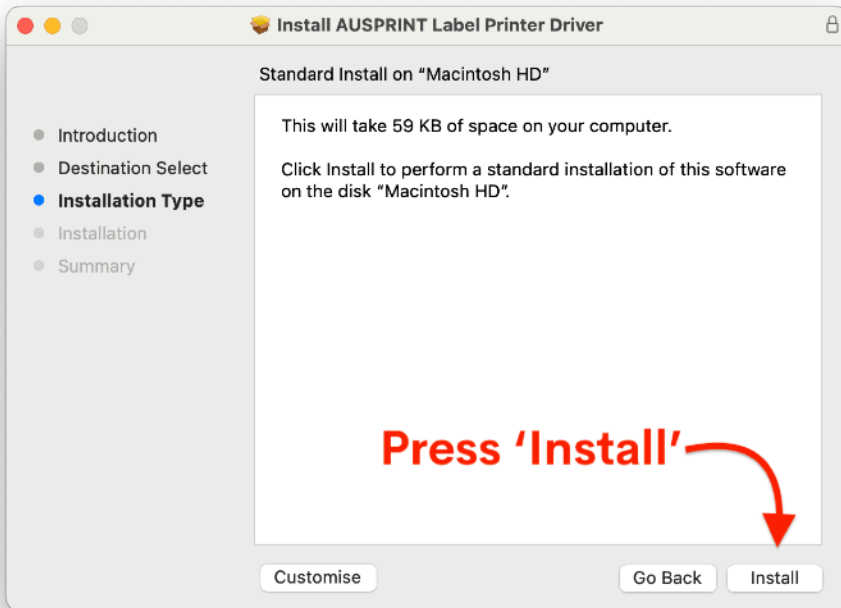 Install AUSPRINT Label Printer Driver
Standard Install on “Macintosh HD”
Introduction
Destination Select
Installation Type
Installation
Summary
This will take 59 KB of space on your computer.
Click Install to perform a standard installation of this software
on the disk “Macintosh HD”.
Press ‘Install’
Customise
Go Back
Install